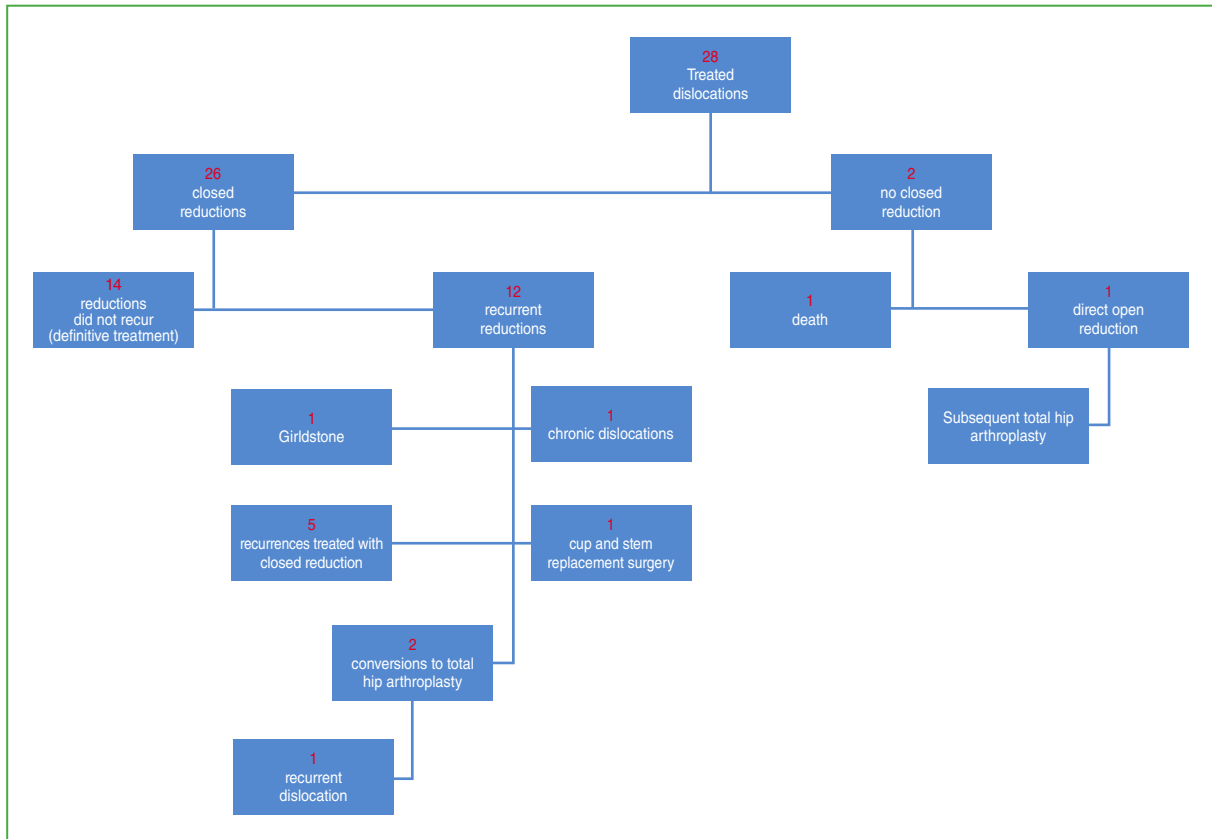 28
Treated
dislocations
26
closed
reductions
2
no closed
reduction
14
reductions
did not recur
(definitive treatment)
12
recurrent
reductions
1
death
1
direct open
reduction
1
Girldstone
1
chronic dislocations
Subsequent total hip
arthroplasty
5
recurrences treated with
closed reduction
1
cup and stem
replacement surgery
2
conversions to total
hip arthroplasty
1
recurrent
dislocation